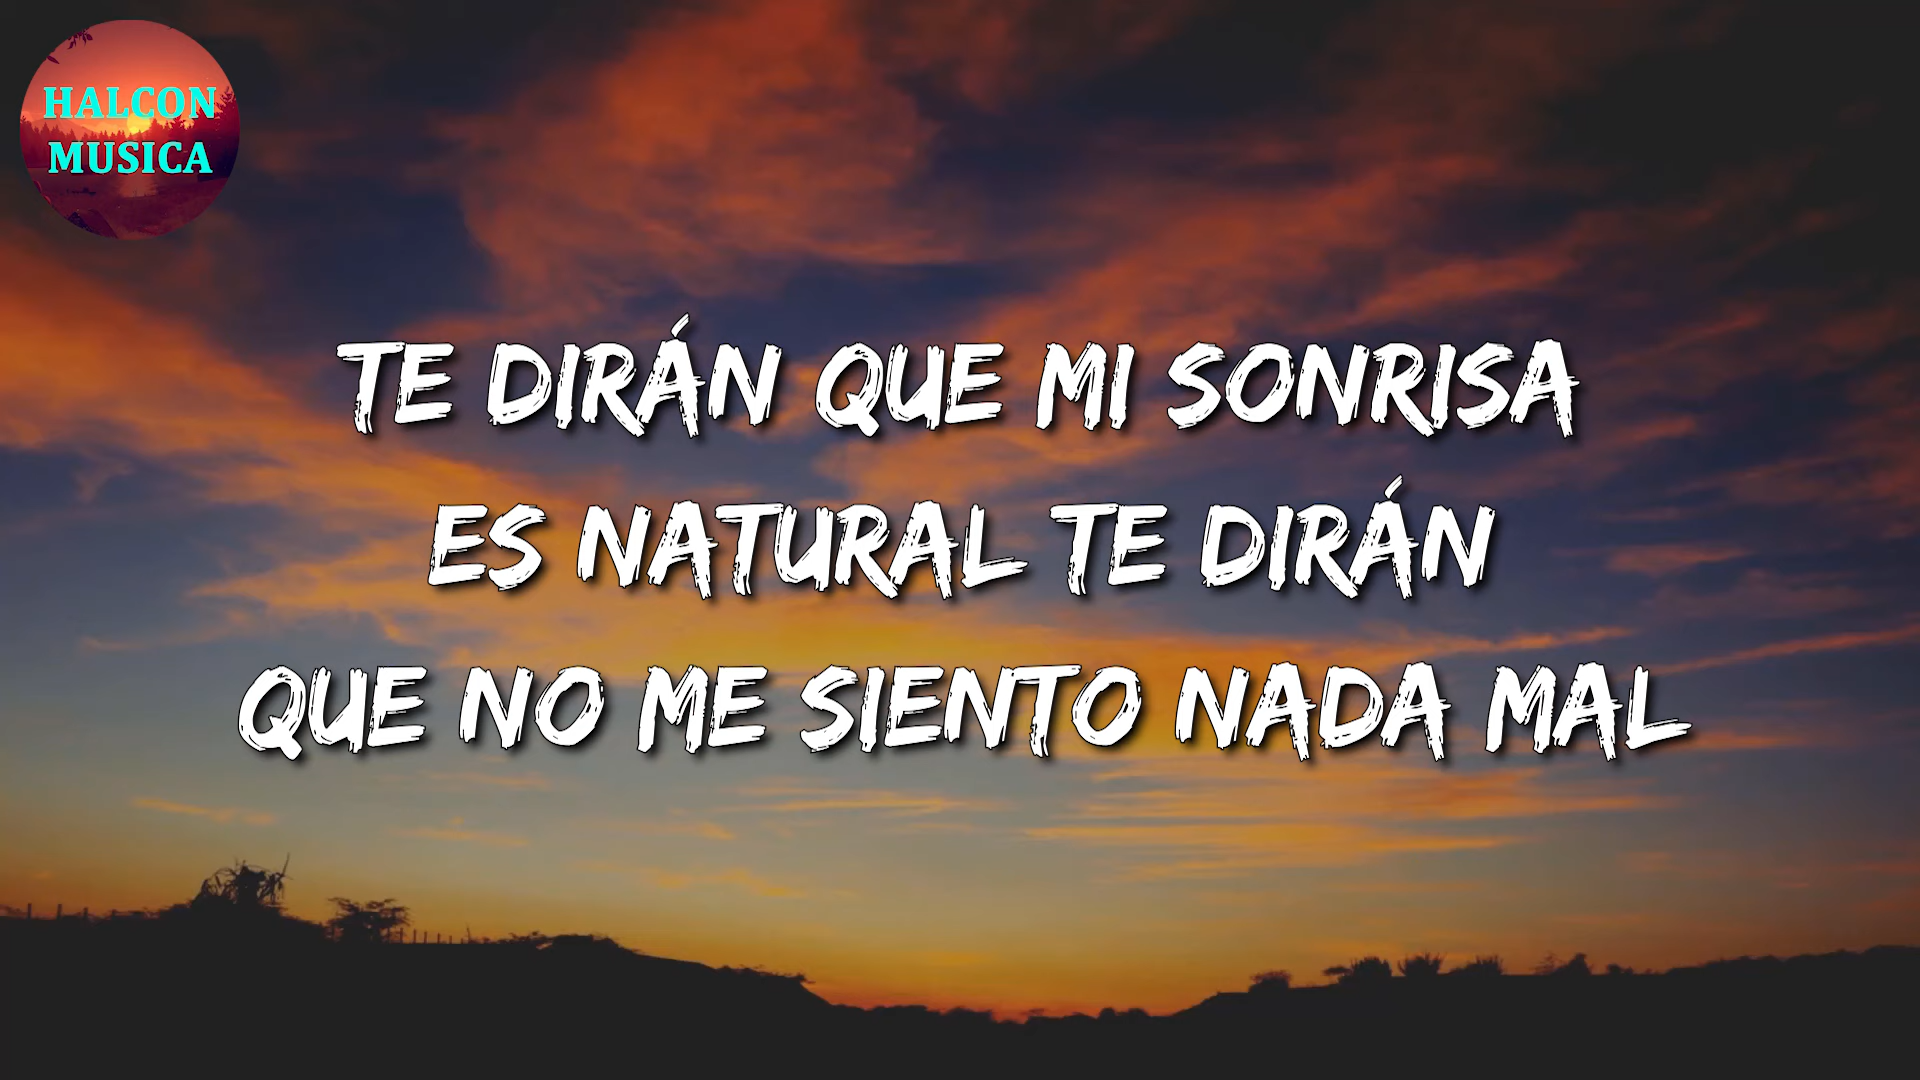 HALCON
MUSICA
TE DIRÁN QUE MI SONRISA
ES NATURAL TE DIRÁN
QUE NO ME SIENTO NADA MAL